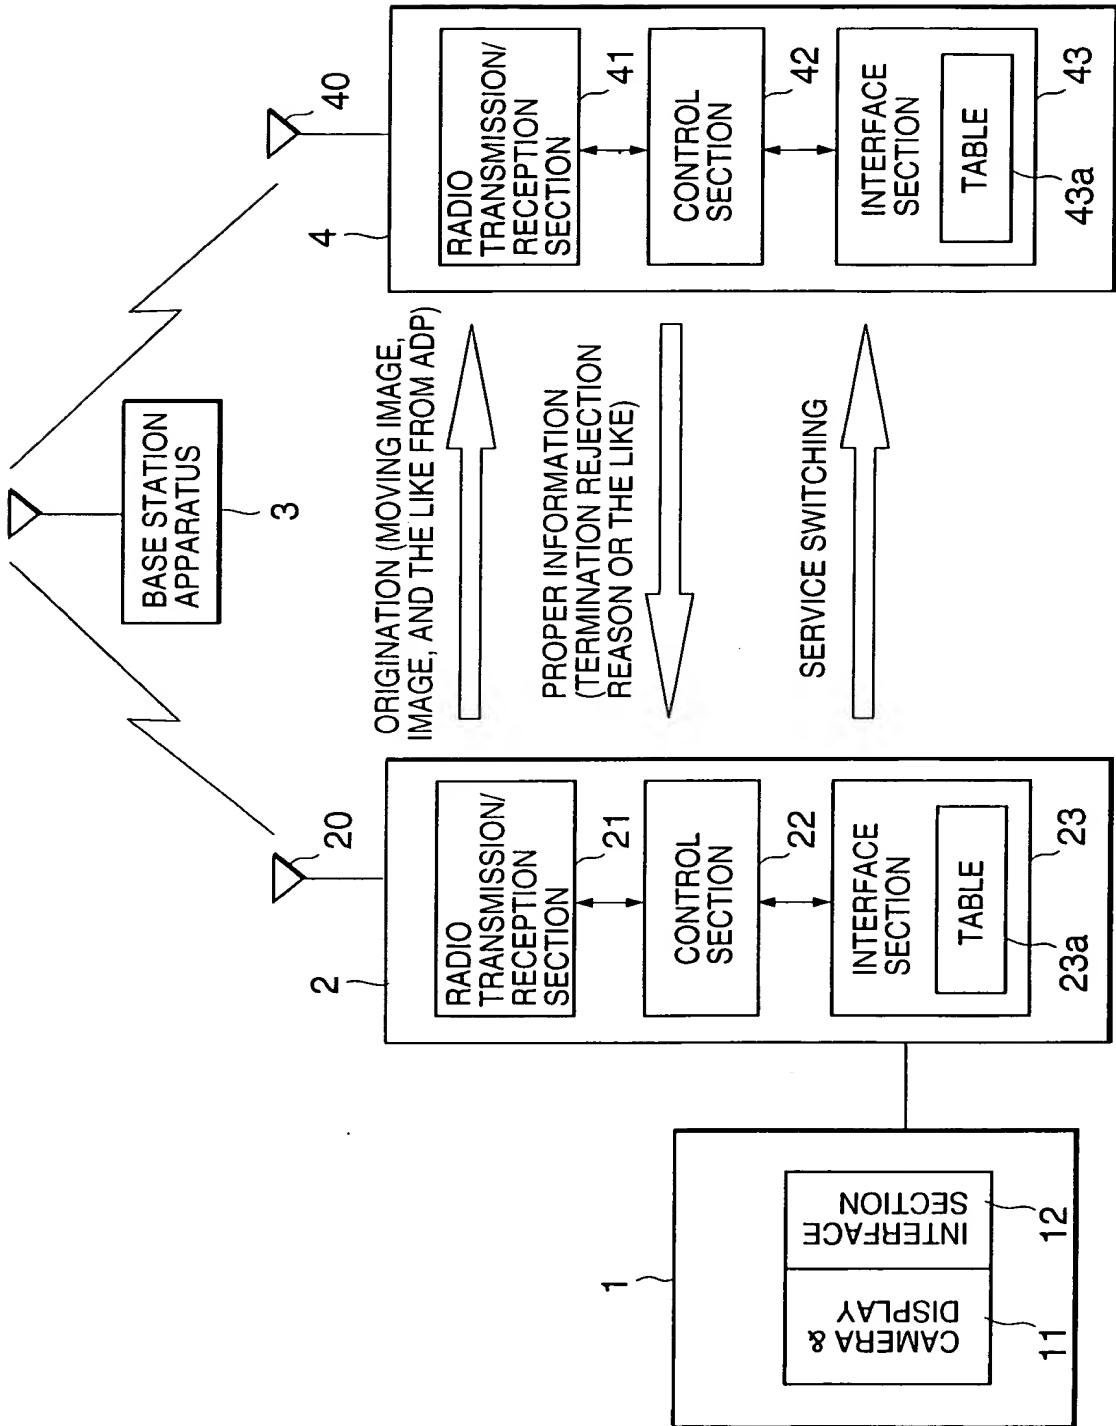 1
CAMERA &
DISPLAY
INTERFACE
SECTION
11
12
2
20
RADIO
TRANSMISSION/
RECEPTION
SECTION
21
CONTROL
SECTION
22
INTERFACE
SECTION
TABLE
23a
23
BASE STATION
APPARATUS
3
ORIGINATION (MOVING IMAGE,
IMAGE, AND THE LIKE FROM ADP)
PROPER INFORMATION
(TERMINATION REJECTION
REASON OR THE LIKE)
SERVICE SWITCHING
4
40
RADIO
TRANSMISSION/
RECEPTION
SECTION
41
CONTROL
SECTION
42
INTERFACE
SECTION
TABLE
43a
43